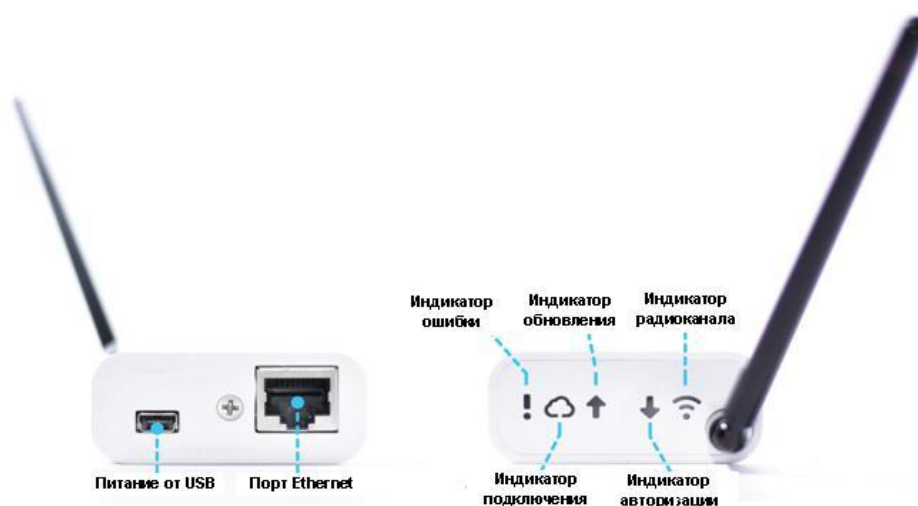 Индикатор
ошибки
Индикатор
обновления
Индикатор
радиоканала
Питание от USB
Порт Ethernet
Индикатор
подключения
Индикатор
авторизации